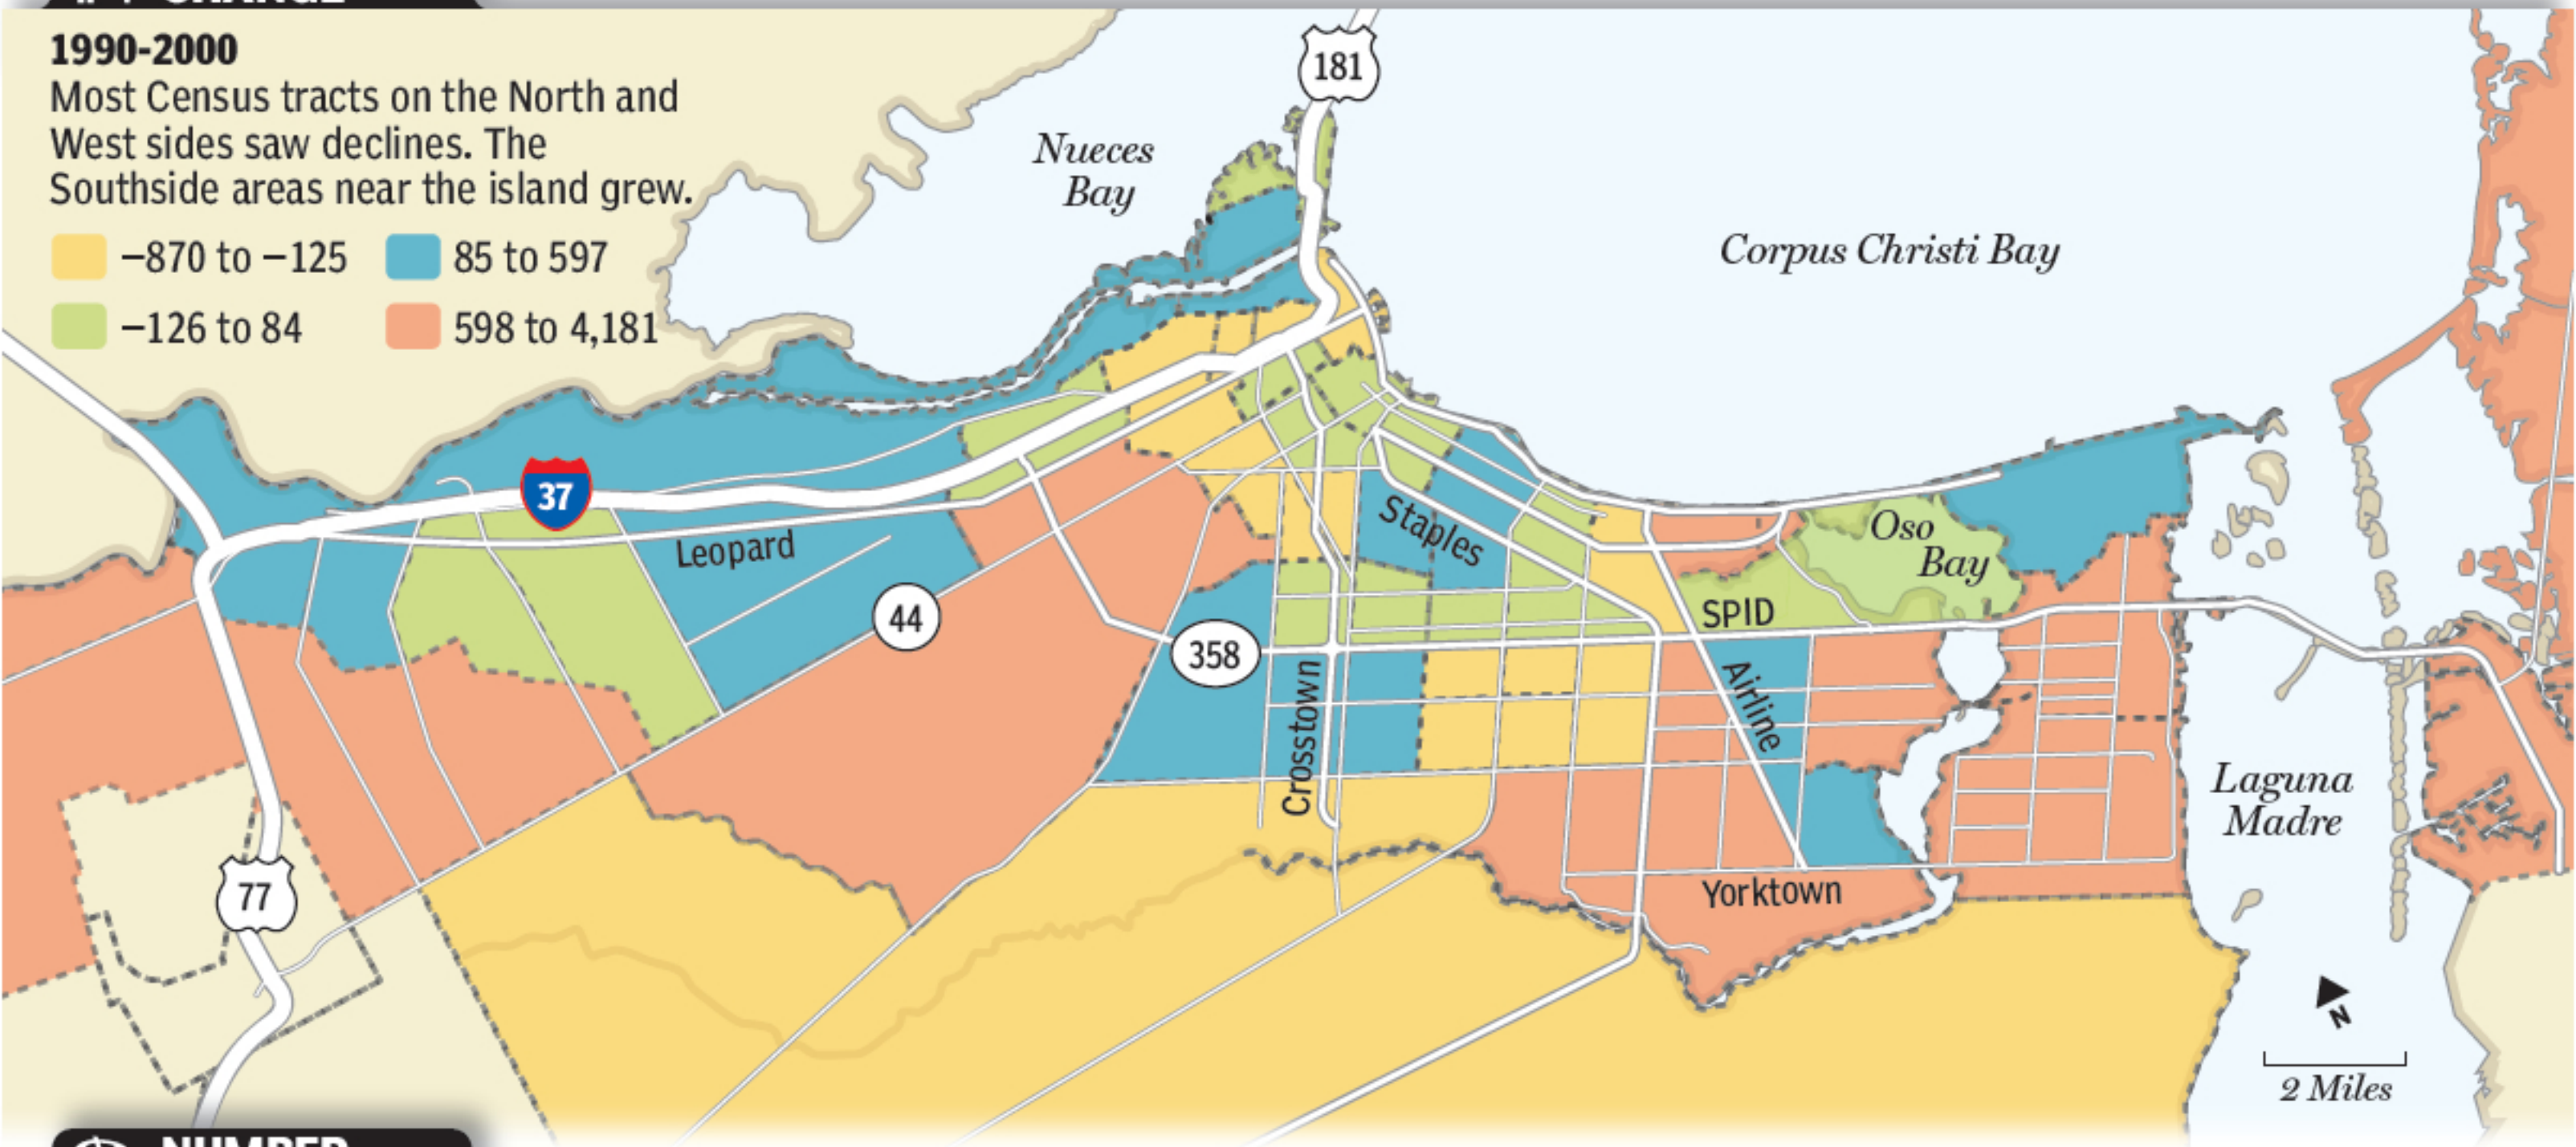 CHANGE
1990-2000
Most Census tracts on the North and
West sides saw declines. The
Southside areas near the island grew.
−870 to −125
85 to 597
−126 to 84
598 to 4,181
181
Nueces
Bay
Corpus Christi Bay
37
Leopard
44
Staples
Oso
Bay
SPID
358
Crosstown
Airline
Laguna
Madre
77
Yorktown
N
2 Miles
NUMBER